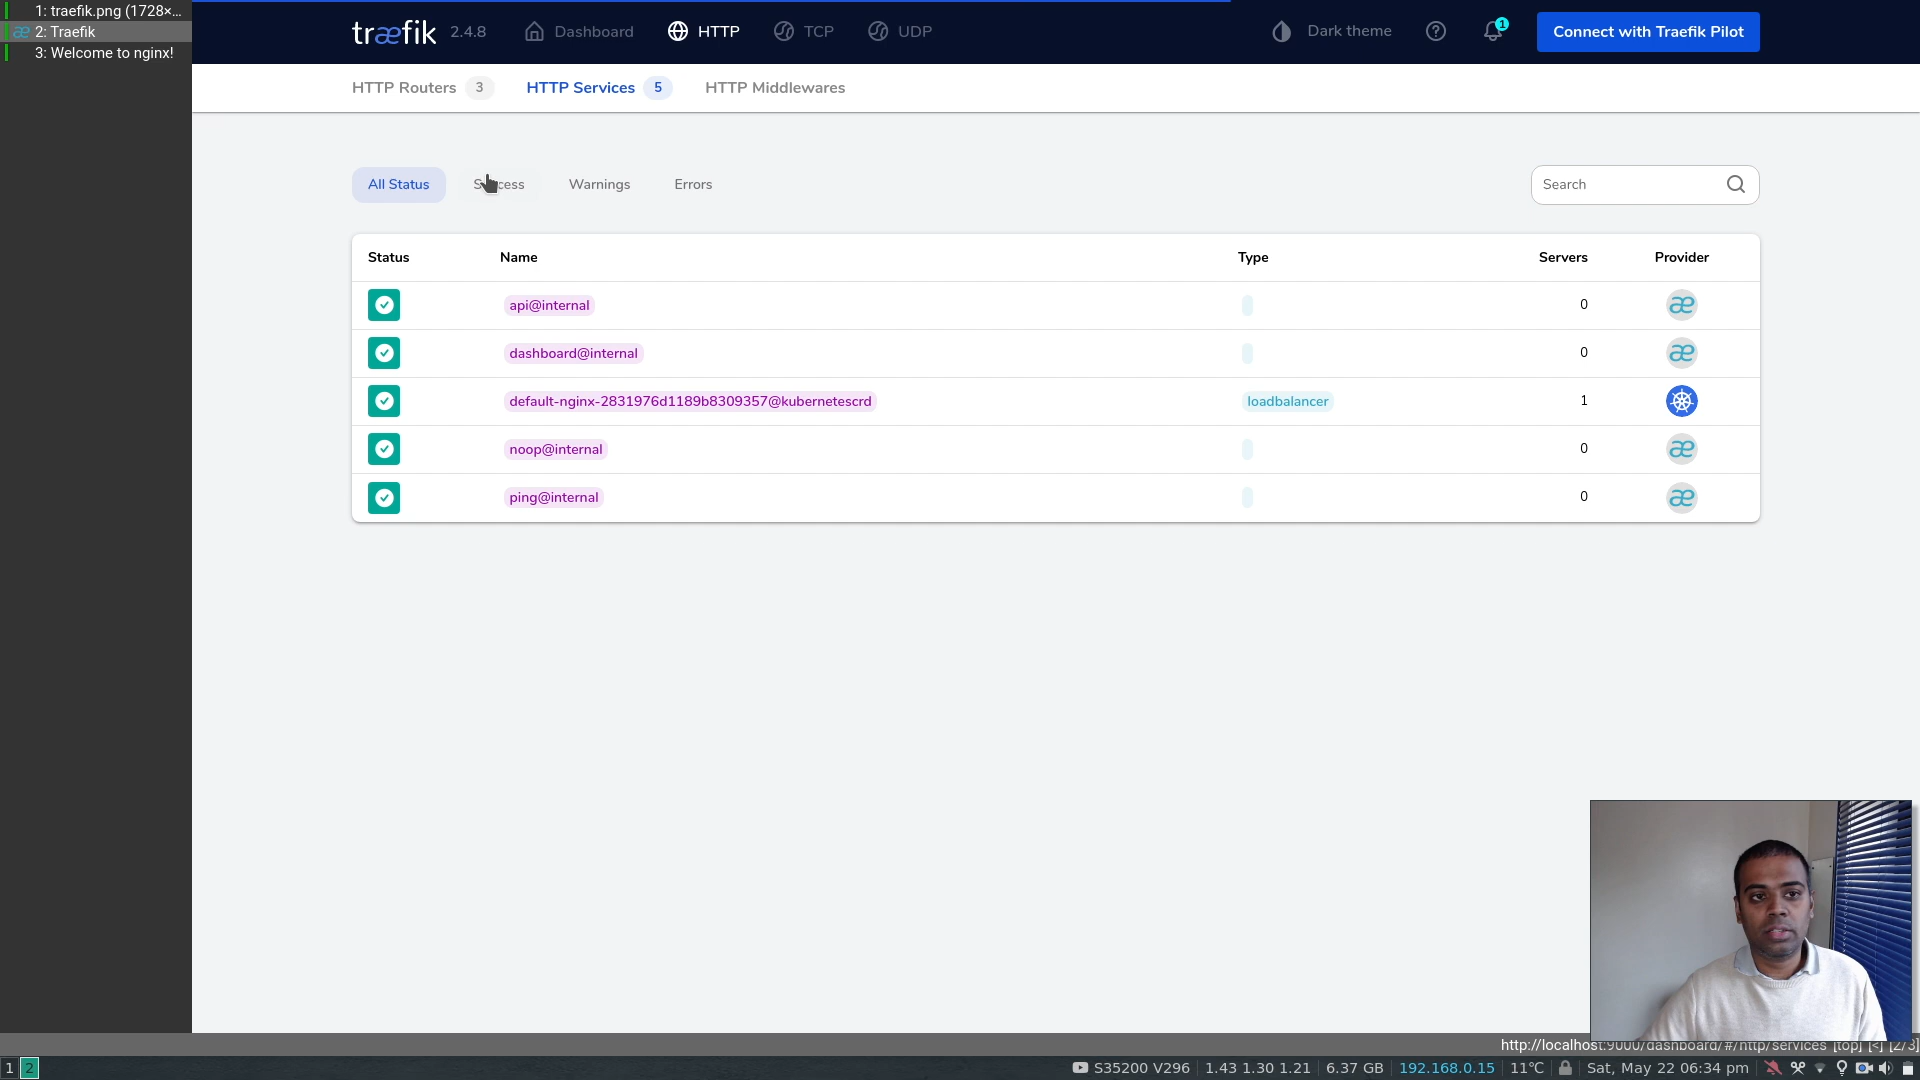 1: traefik.png (1728×...
2: Traefik
3: Welcome to nginx!
træfik 2.4.8 Dashboard HTTP TCP UDP Dark theme 1 Connect with Traefik Pilot
HTTP Routers 3 HTTP Services 5 HTTP Middlewares
All Status Success Warnings Errors Search
Status Name Type Servers Provider
api@internal 0
dashboard@internal 0
default-nginx-2831976d1189b8309357@kubernetescrd loadbalancer 1
noop@internal 0
ping@internal 0
http://localhost:9000/dashboard/#/http/services [top] [<] [2/3]
1 2 S35200 V296 1.43 1.30 1.21 6.37 GB 192.168.0.15 11°C Sat, May 22 06:34 pm